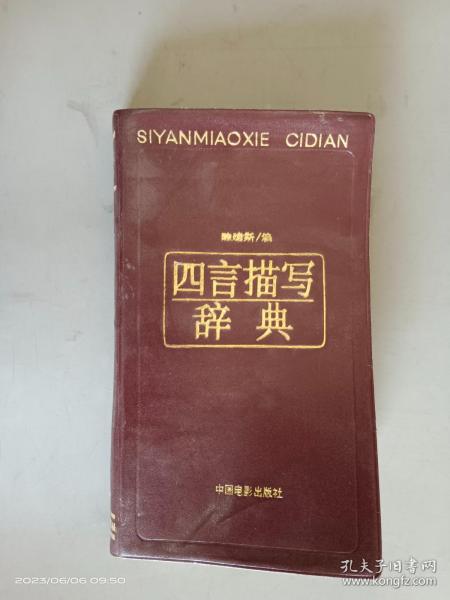 SIYANMIAOXIE CIDIAN
四言描写
辞典
中国电影出版社
2023/06/06 09:50
孔夫子旧书网
www.kongfz.com